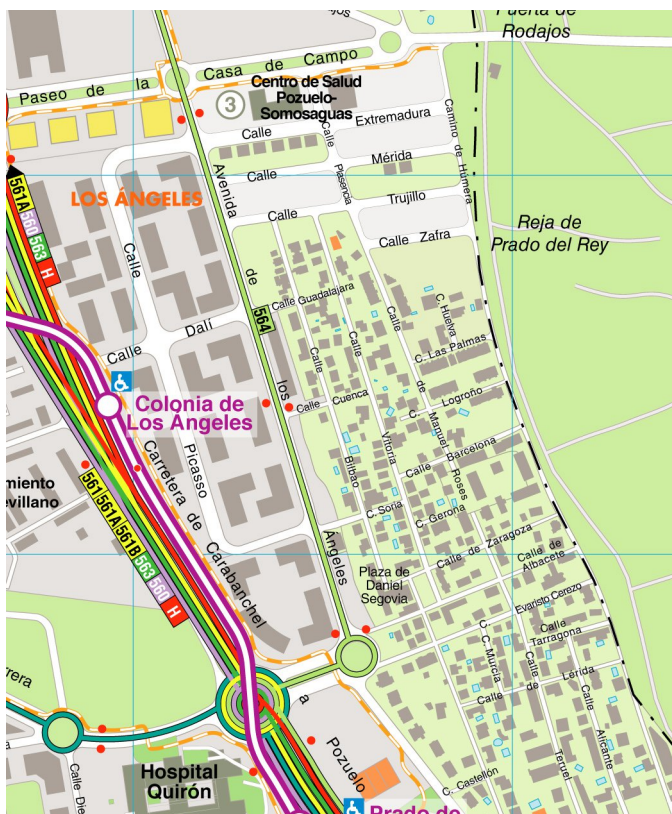 Puerta de
Rodajos
Paseo de la
Casa de Campo
Centro de Salud
Pozuelo-
Somosaguas
3
Calle
Extremadura
Calle
Mérida
Calle
Plasencia
Camino de Húmera
Calle
Trujillo
Calle Zafra
Avenida
de
los
Ángeles
LOS ÁNGELES
Reja de
Prado del Rey
561A
560
563
H
Calle
Picasso
Calle
Dalí
564
Calle Guadalajara
C. Huelva
C. Las Palmas
Calle
Cuenca
C.
Logroño
Calle
Bilbao
Calle
Vitoria
Calle
de
Manuel
Roses
Calle
Barcelona
Colonia de
Los Angeles
Carretera de Carabanchel
a
Pozuelo
miento
evillano
561
561A
561B
563
560
H
C. Soria
C. Gerona
Calle de Zaragoza
Calle de
Albacete
Plaza de
Daniel
Segovia
Evaristo Cerezo
Calle
Tarragona
C.
C. Murcia
Calle de
Lérida
Calle
Teruel
Calle
Alicante
C. Castellón
rrera
Calle Die
Hospital
Quirón
Prado de